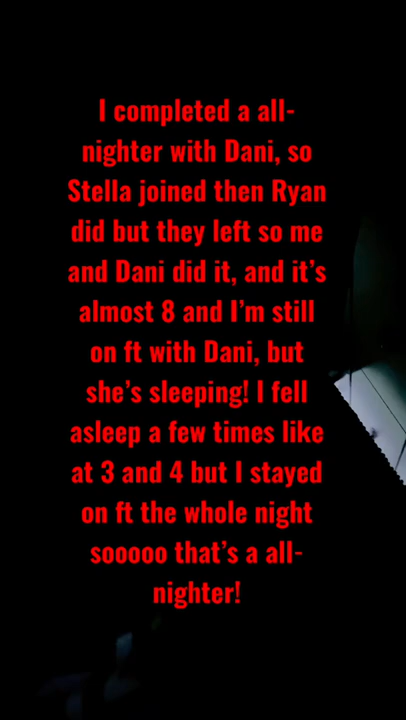 I completed a all-
nighter with Dani, so
Stella joined then Ryan
did but they left so me
and Dani did it, and it’s
almost 8 and I’m still
on ft with Dani, but
she’s sleeping! I fell
asleep a few times like
at 3 and 4 but I stayed
on ft the whole night
sooooo that’s a all-
nighter!